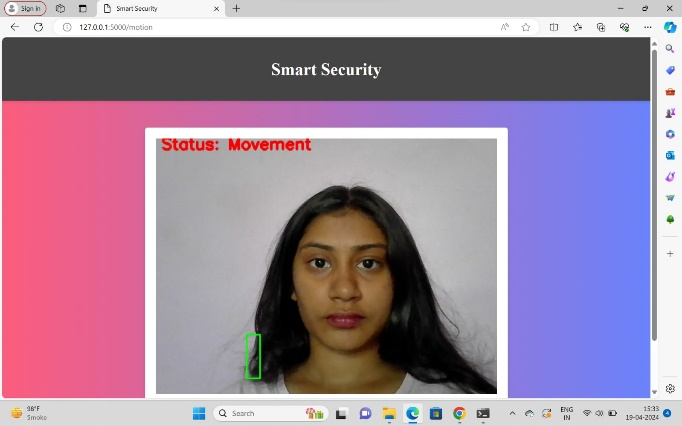 Sign in
Smart Security
127.0.0.1:5000/motion
Smart Security
Status: Movement
98°F
Smoke
Search
ENG
IN
15:33
19-04-2024